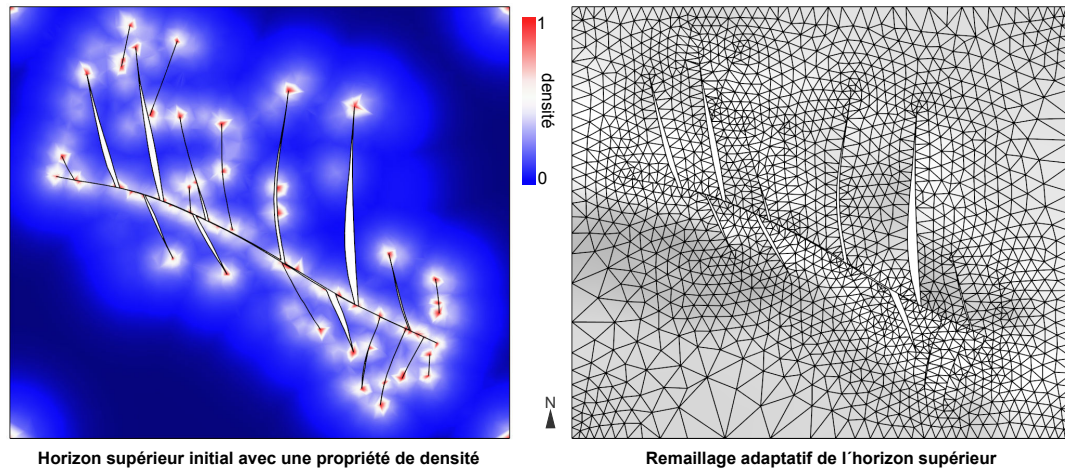 1
densité
0
N
Horizon supérieur initial avec une propriété de densité
Remaillage adaptatif de l´horizon supérieur